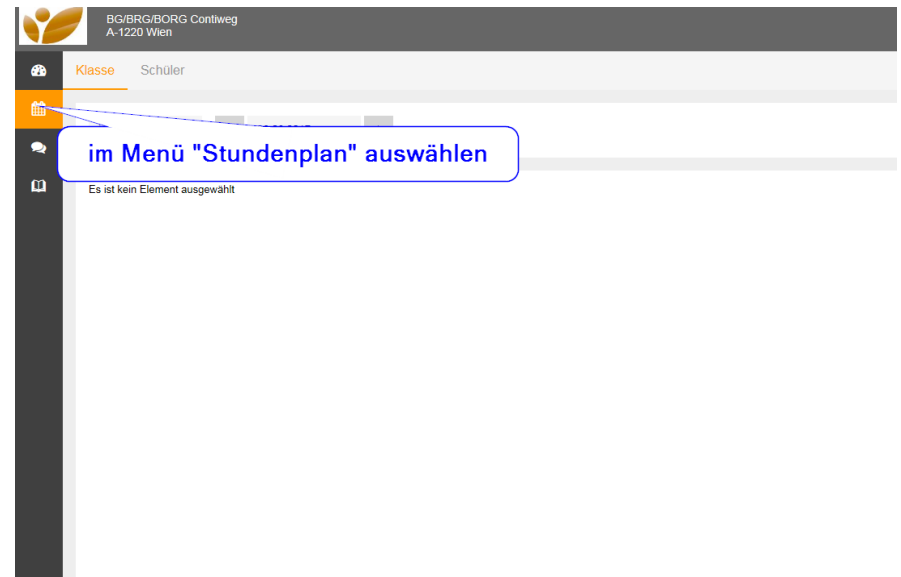 BG/BRG/BORG Contiweg
A-1220 Wien
Klasse Schüler
im Menü "Stundenplan" auswählen
Es ist kein Element ausgewählt